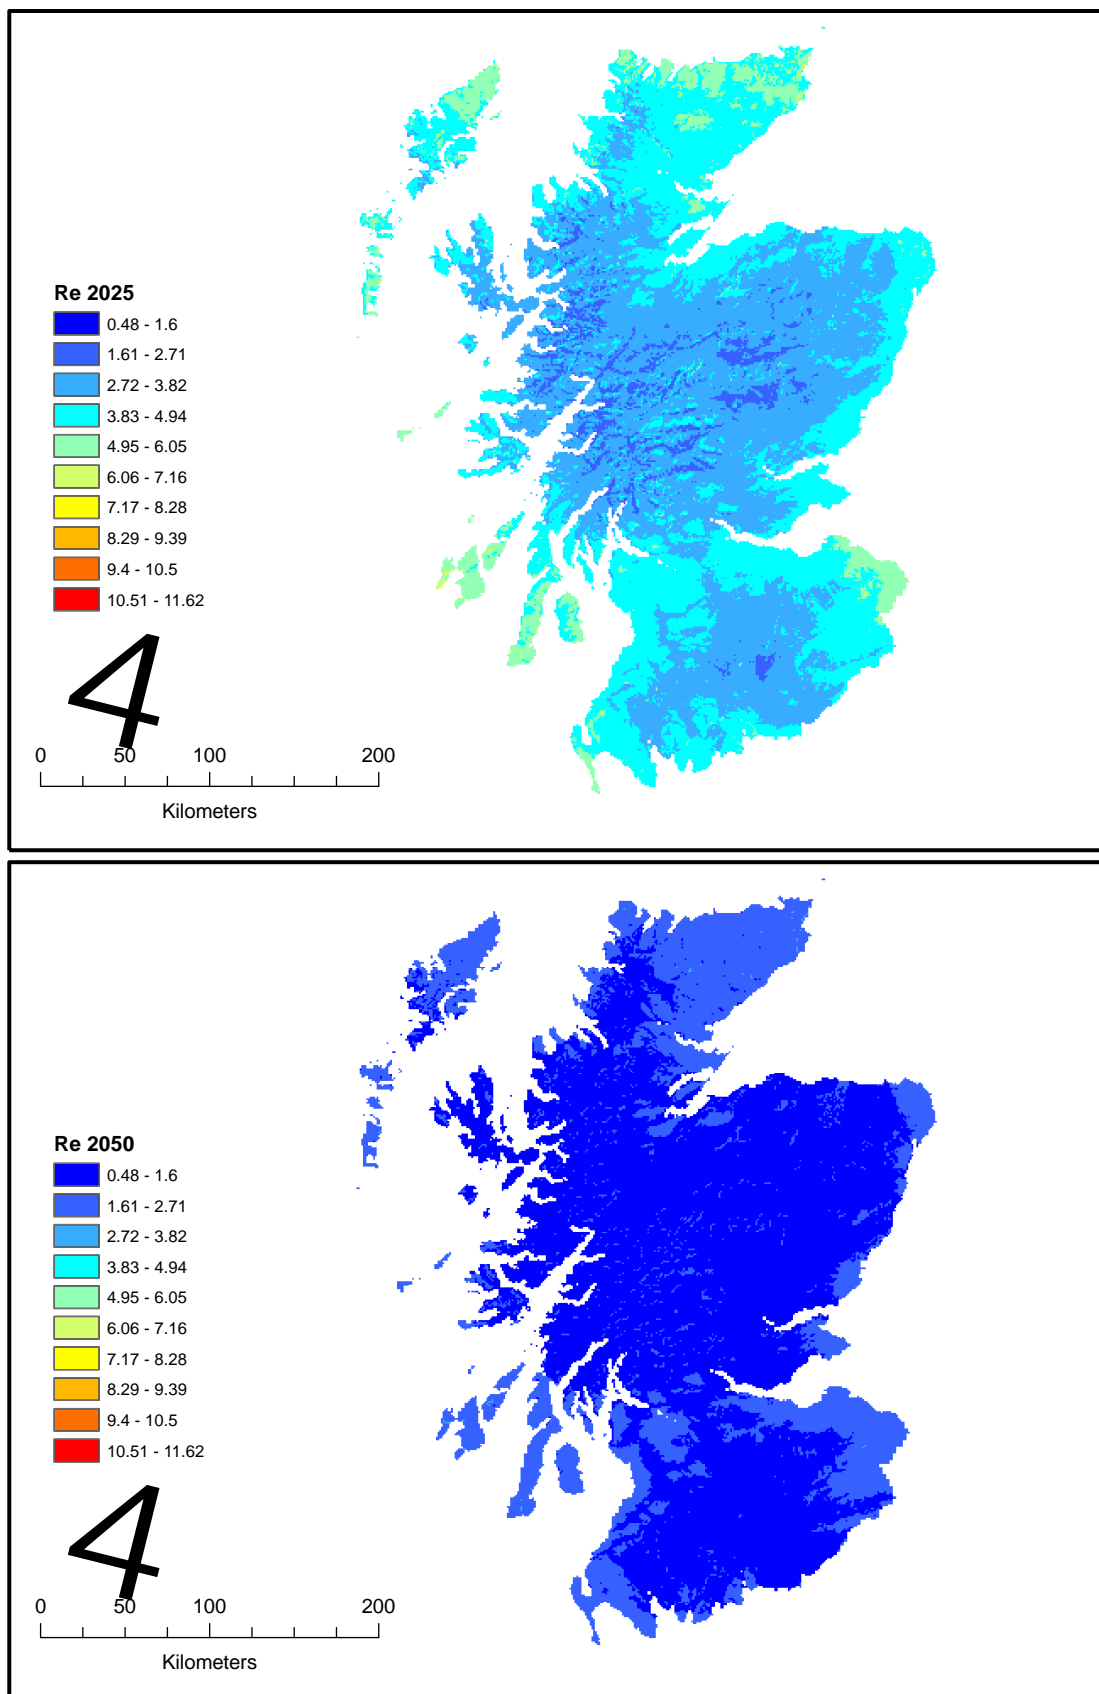 Re 2025
0.48 - 1.6
1.61 - 2.71
2.72 - 3.82
3.83 - 4.94
4.95 - 6.05
6.06 - 7.16
7.17 - 8.28
8.29 - 9.39
9.4 - 10.5
10.51 - 11.62
4
0 50 100 200
Kilometers
Re 2050
0.48 - 1.6
1.61 - 2.71
2.72 - 3.82
3.83 - 4.94
4.95 - 6.05
6.06 - 7.16
7.17 - 8.28
8.29 - 9.39
9.4 - 10.5
10.51 - 11.62
4
0 50 100 200
Kilometers